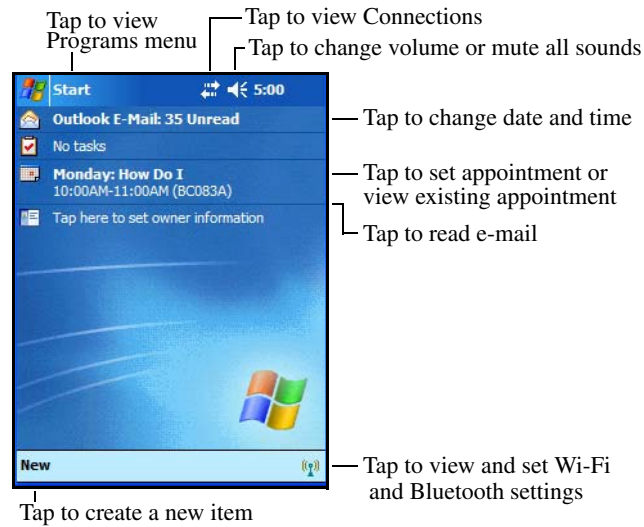 Tap to view
Programs menu
Tap to view Connections
Tap to change volume or mute all sounds
Start
5:00
Outlook E-Mail: 35 Unread
Tap to change date and time
No tasks
Monday: How Do I
10:00AM-11:00AM (BC083A)
Tap to set appointment or
view existing appointment
Tap here to set owner information
Tap to read e-mail
New
Tap to view and set Wi-Fi
and Bluetooth settings
Tap to create a new item